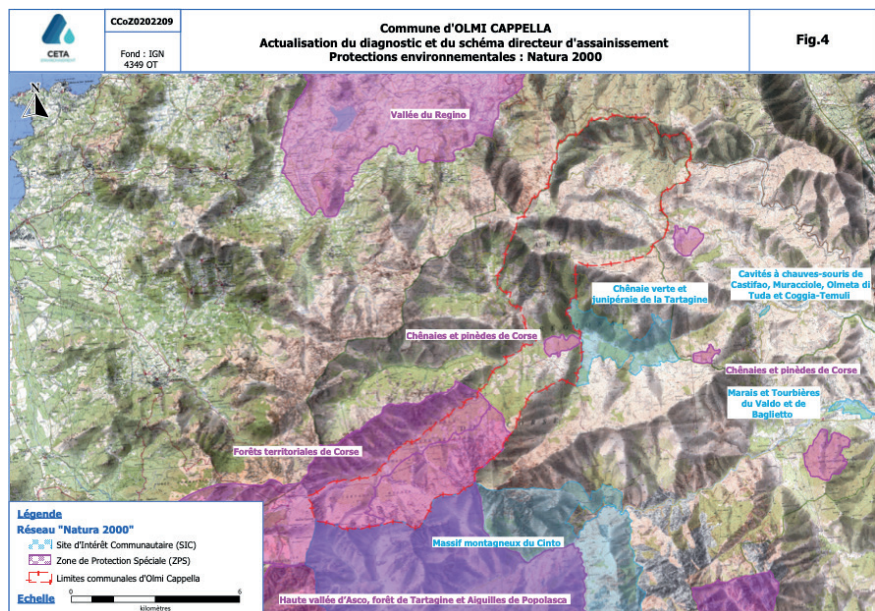 CETA
ENVIRONNEMENT
CCoZ0202209
Fond : IGN
4349 OT
Commune d'OLMI CAPPELLA
Actualisation du diagnostic et du schéma directeur d'assainissement
Protections environnementales : Natura 2000
Fig.4
N
Vallée du Regino
Cavités à chauves-souris de
Castifao, Muracciole, Olmeta di
Tuda et Coggia-Temuli
Chênaie verte et
junipéraie de la Tartagine
Chênaies et pinèdes de Corse
Chênaies et pinèdes de Corse
Marais et Tourbières
du Valdo et de
Baglietto
Forêts territoriales de Corse
Massif montagneux du Cinto
Haute vallée d'Asco, forêt de Tartagine et Aiguilles de Popolasca
Légende
Réseau "Natura 2000"
Site d'Intérêt Communautaire (SIC)
Zone de Protection Spéciale (ZPS)
Limites communales d'Olmi Cappella
Echelle
0 6
kilomètres